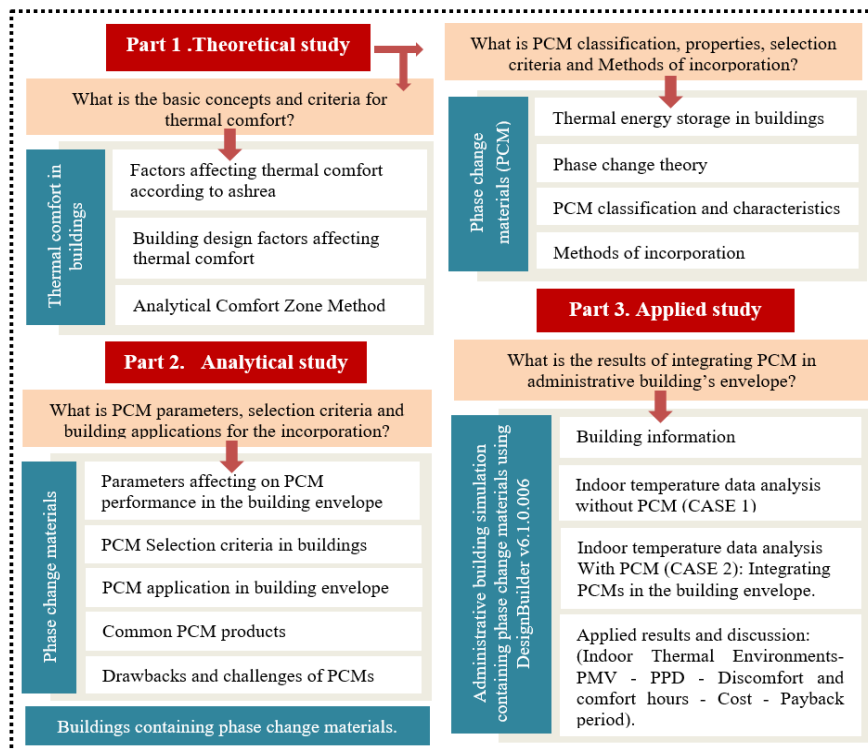 Part 1 .Theoretical study
What is the basic concepts and criteria for
thermal comfort?
Thermal comfort in
buildings
Factors affecting thermal comfort
according to ashrea
Building design factors affecting
thermal comfort
Analytical Comfort Zone Method
What is PCM classification, properties, selection
criteria and Methods of incorporation?
Phase change
materials (PCM)
Thermal energy storage in buildings
Phase change theory
PCM classification and characteristics
Methods of incorporation
Part 2. Analytical study
What is PCM parameters, selection criteria and
building applications for the incorporation?
Phase change materials
Parameters affecting on PCM
performance in the building envelope
PCM Selection criteria in buildings
PCM application in building envelope
Common PCM products
Drawbacks and challenges of PCMs
Buildings containing phase change materials.
Part 3. Applied study
What is the results of integrating PCM in
administrative building’s envelope?
Administrative building simulation
containing phase change materials using
DesignBuilder v6.1.0.006
Building information
Indoor temperature data analysis
without PCM (CASE 1)
Indoor temperature data analysis
With PCM (CASE 2): Integrating
PCMs in the building envelope.
Applied results and discussion:
(Indoor Thermal Environments-
PMV - PPD - Discomfort and
comfort hours - Cost - Payback
period).